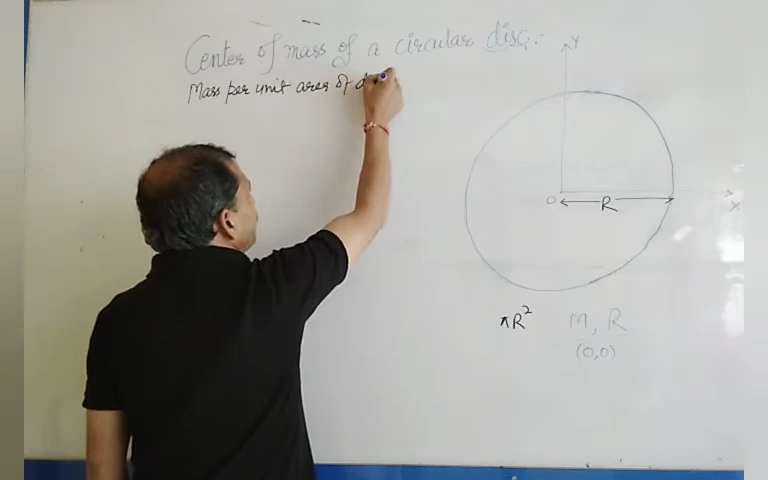 Center of mass of a circular disc:-
Mass per unit area of
Y
O
R
X
πR²
M, R
(0,0)